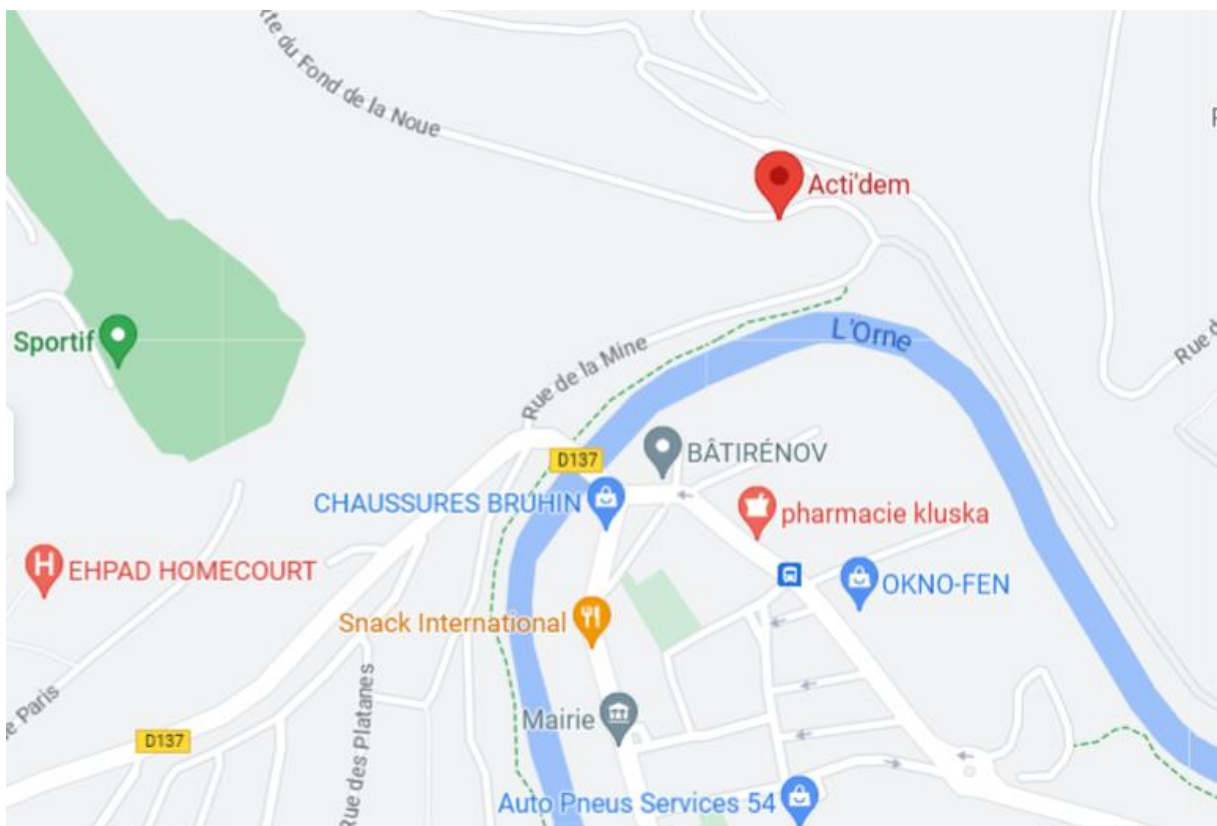 te du Fond de la Noue
Acti'dem
Sportif
L'Orne
Rue de la Mine
Rue d
D137
BÂTIRÉNOV
CHAUSSURES BRUHIN
pharmacie kluska
EHPAD HOMECOURT
OKNO-FEN
Snack International
e Paris
Rue des Platanes
Mairie
D137
Auto Pneus Services 54